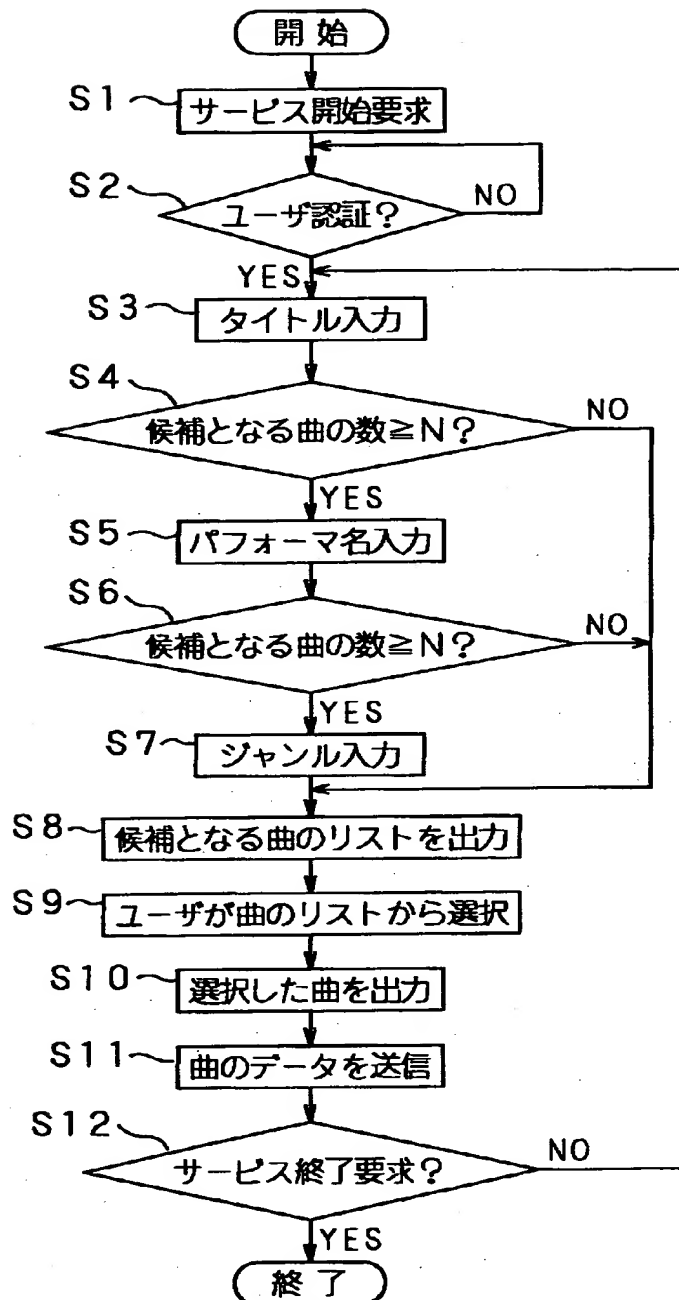 開始
S1
サービス開始要求
S2
ユーザ認証?
NO
YES
S3
タイトル入力
S4
候補となる曲の数≧N?
NO
YES
S5
パフォーマ名入力
S6
候補となる曲の数≧N?
NO
YES
S7
ジャンル入力
S8
候補となる曲のリストを出力
S9
ユーザが曲のリストから選択
S10
選択した曲を出力
S11
曲のデータを送信
S12
サービス終了要求?
NO
YES
終了